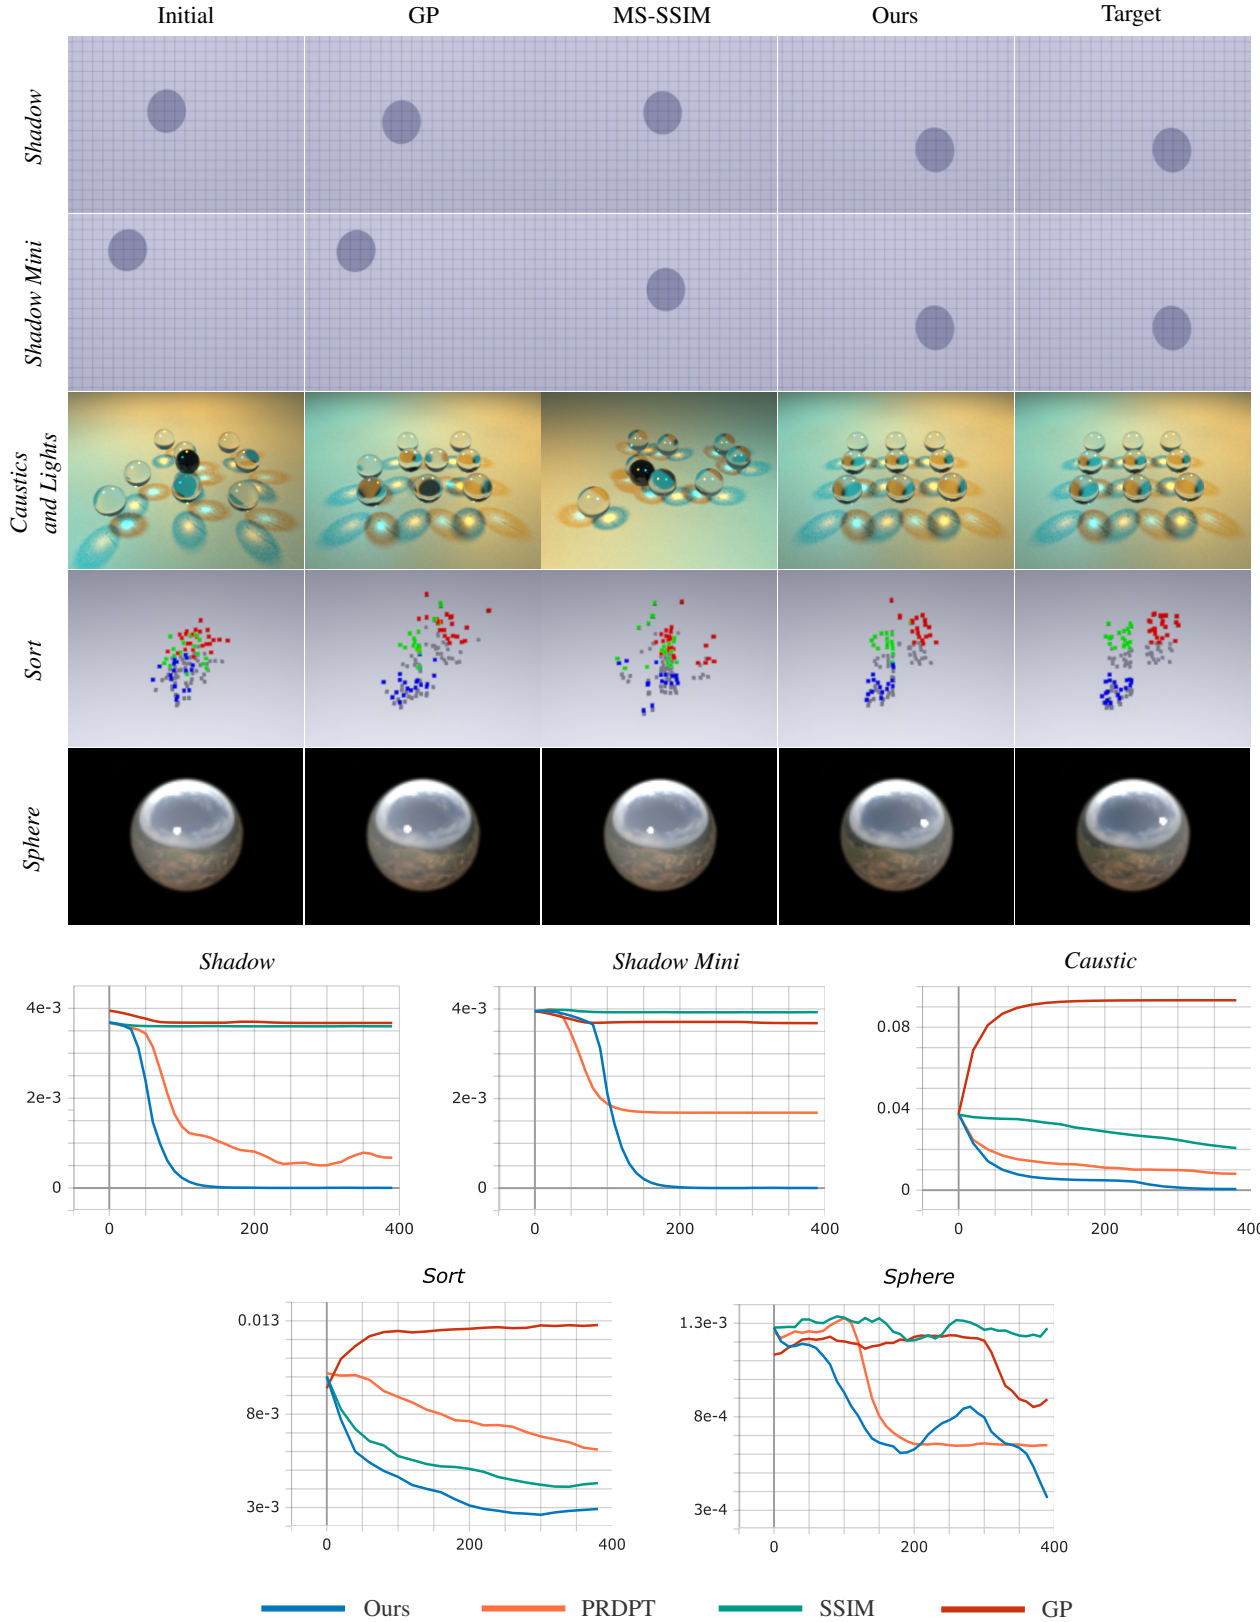 Initial GP MS-SSIM Ours Target
Shadow
Shadow Mini
Caustics
and Lights
Sort
Sphere
Shadow
4e-3
2e-3
0
0 200 400
Shadow Mini
4e-3
2e-3
0
0 200 400
Caustic
0.08
0.04
0
0 200 400
Sort
0.013
8e-3
3e-3
0 200 400
Sphere
1.3e-3
8e-4
3e-4
0 200 400
Ours PRDPT SSIM GP